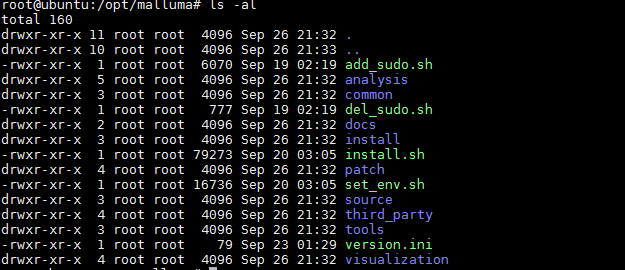 root@ubuntu:/opt/malluma# ls -al
total 160
drwxr-xr-x 11 root root  4096 Sep 26 21:32 .
drwxr-xr-x 10 root root  4096 Sep 26 21:33 ..
-rwxr-xr-x  1 root root  6070 Sep 19 02:19 add_sudo.sh
drwxr-xr-x  5 root root  4096 Sep 26 21:32 analysis
drwxr-xr-x  3 root root  4096 Sep 26 21:32 common
-rwxr-xr-x  1 root root   777 Sep 19 02:19 del_sudo.sh
drwxr-xr-x  2 root root  4096 Sep 26 21:32 docs
drwxr-xr-x  3 root root  4096 Sep 26 21:32 install
-rwxr-xr-x  1 root root 79273 Sep 20 03:05 install.sh
drwxr-xr-x  4 root root  4096 Sep 26 21:32 patch
-rwxr-xr-x  1 root root 16736 Sep 20 03:05 set_env.sh
drwxr-xr-x  3 root root  4096 Sep 26 21:32 source
drwxr-xr-x  4 root root  4096 Sep 26 21:32 third_party
drwxr-xr-x  3 root root  4096 Sep 26 21:32 tools
-rwxr-xr-x  1 root root    79 Sep 23 01:29 version.ini
drwxr-xr-x  4 root root  4096 Sep 26 21:32 visualization